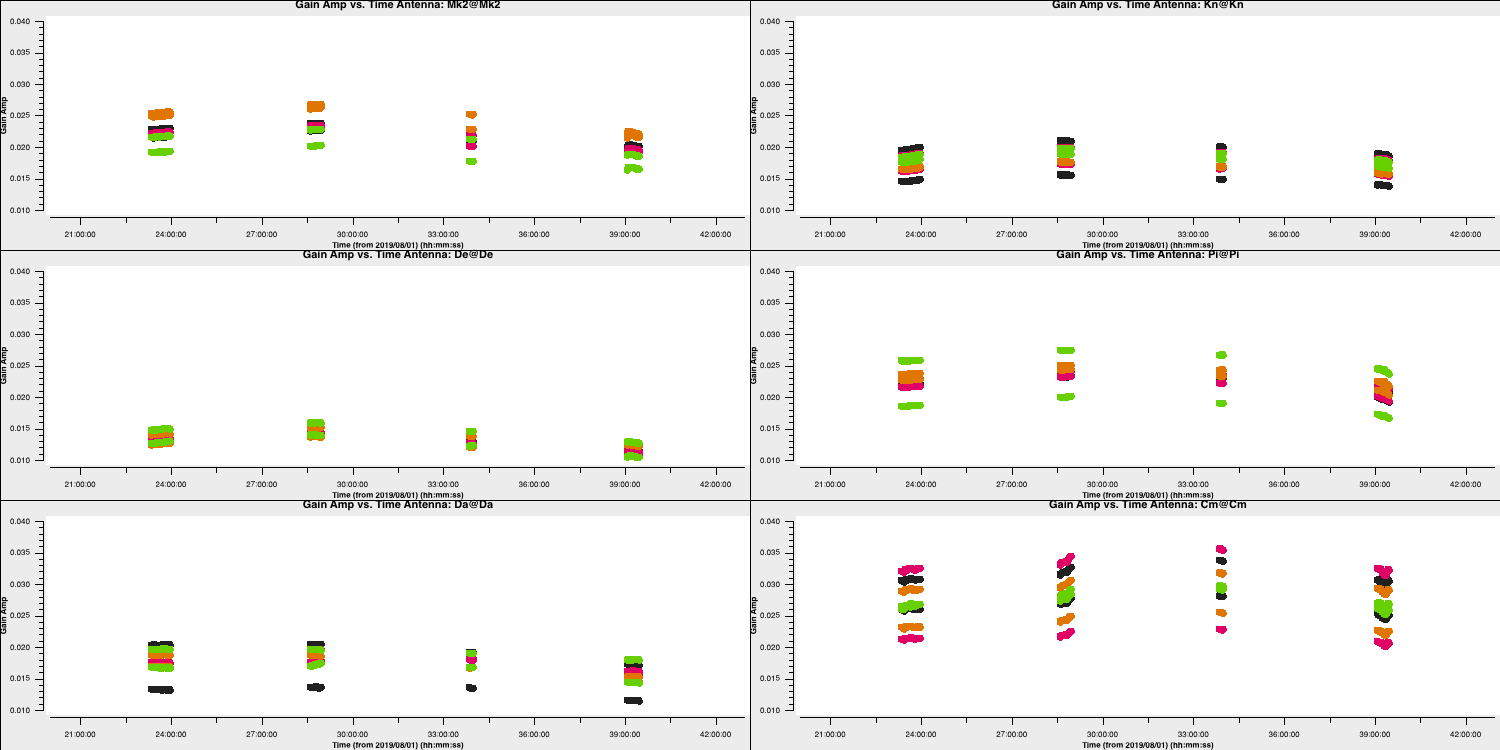 Gain Amp vs. Time Antenna: Mk2@Mk2
Gain Amp
0.040
0.035
0.030
0.025
0.020
0.015
0.010
21:00:00 24:00:00 27:00:00 30:00:00 33:00:00 36:00:00 39:00:00 42:00:00
Time (from 2019/08/01) (hh:mm:ss)
Gain Amp vs. Time Antenna: Kn@Kn
Gain Amp
0.040
0.035
0.030
0.025
0.020
0.015
0.010
21:00:00 24:00:00 27:00:00 30:00:00 33:00:00 36:00:00 39:00:00 42:00:00
Time (from 2019/08/01) (hh:mm:ss)
Gain Amp vs. Time Antenna: De@De
Gain Amp
0.040
0.035
0.030
0.025
0.020
0.015
0.010
21:00:00 24:00:00 27:00:00 30:00:00 33:00:00 36:00:00 39:00:00 42:00:00
Time (from 2019/08/01) (hh:mm:ss)
Gain Amp vs. Time Antenna: Pi@Pi
Gain Amp
0.040
0.035
0.030
0.025
0.020
0.015
0.010
21:00:00 24:00:00 27:00:00 30:00:00 33:00:00 36:00:00 39:00:00 42:00:00
Time (from 2019/08/01) (hh:mm:ss)
Gain Amp vs. Time Antenna: Da@Da
Gain Amp
0.040
0.035
0.030
0.025
0.020
0.015
0.010
21:00:00 24:00:00 27:00:00 30:00:00 33:00:00 36:00:00 39:00:00 42:00:00
Time (from 2019/08/01) (hh:mm:ss)
Gain Amp vs. Time Antenna: Cm@Cm
Gain Amp
0.040
0.035
0.030
0.025
0.020
0.015
0.010
21:00:00 24:00:00 27:00:00 30:00:00 33:00:00 36:00:00 39:00:00 42:00:00
Time (from 2019/08/01) (hh:mm:ss)